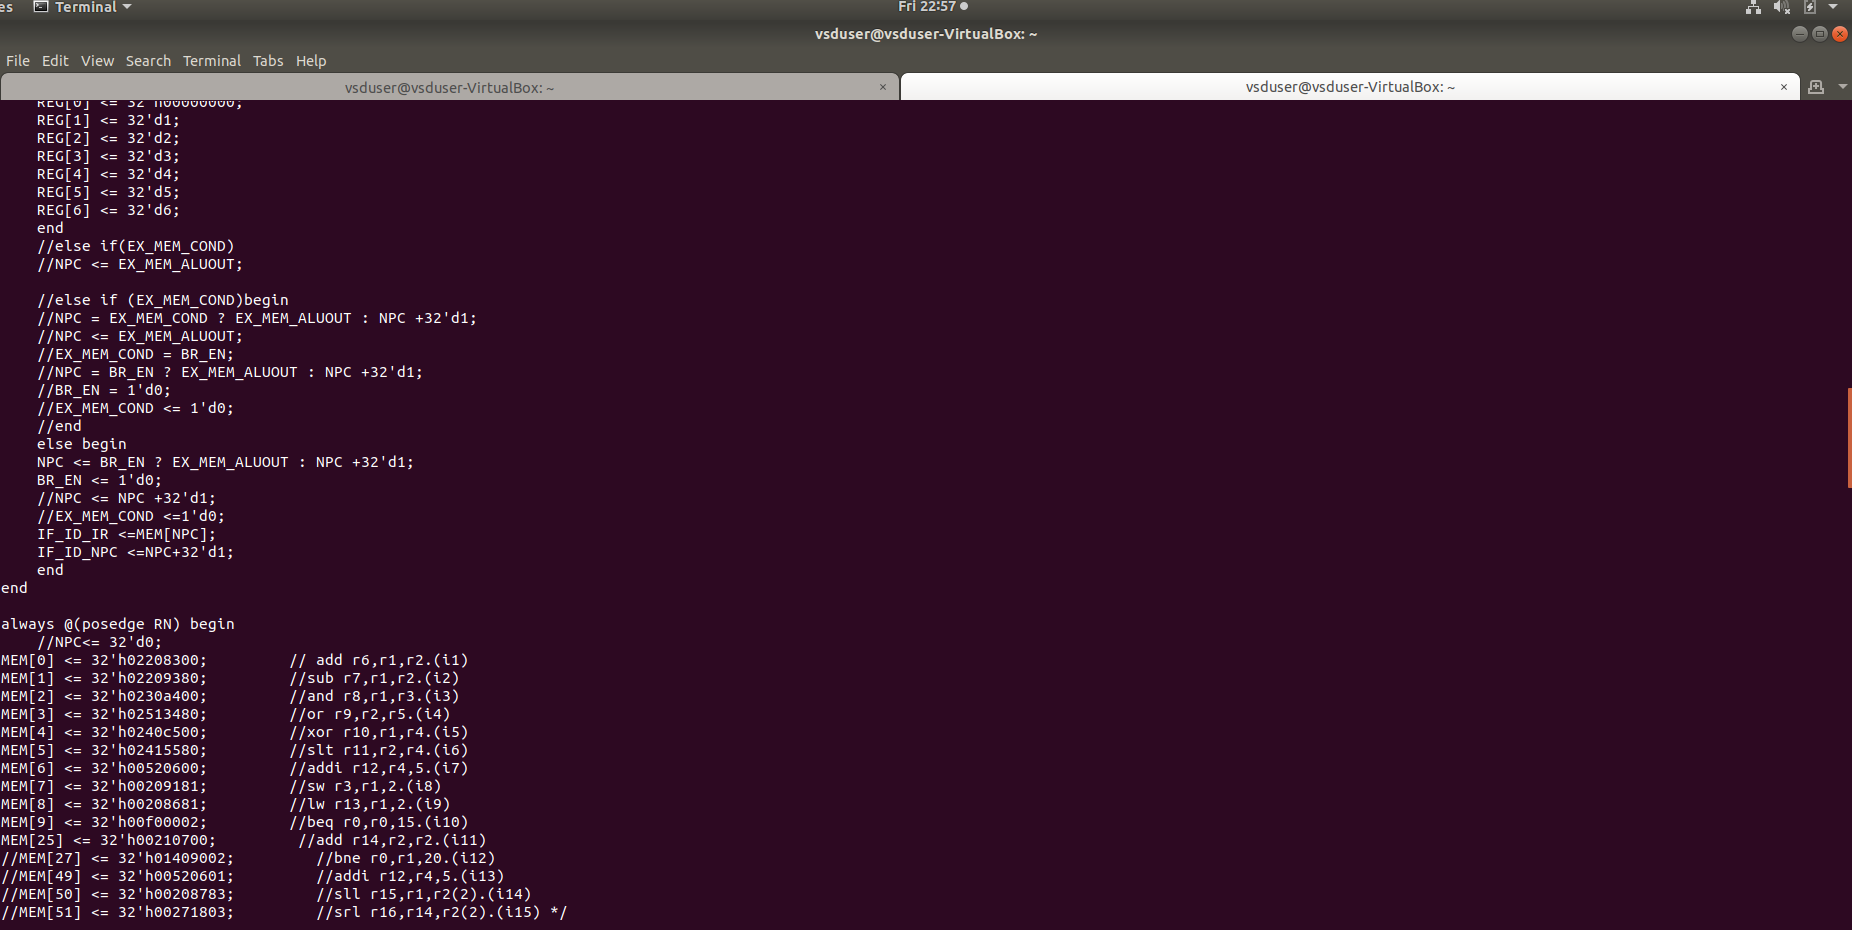 es Terminal Fri 22:57
vsduser@vsduser-VirtualBox: ~
File Edit View Search Terminal Tabs Help
vsduser@vsduser-VirtualBox: ~ × vsduser@vsduser-VirtualBox: ~ ×
REG[0] <= 32'h00000000;
REG[1] <= 32'd1;
REG[2] <= 32'd2;
REG[3] <= 32'd3;
REG[4] <= 32'd4;
REG[5] <= 32'd5;
REG[6] <= 32'd6;
end
//else if(EX_MEM_COND)
//NPC <= EX_MEM_ALUOUT;
//else if (EX_MEM_COND)begin
//NPC = EX_MEM_COND ? EX_MEM_ALUOUT : NPC +32'd1;
//NPC <= EX_MEM_ALUOUT;
//EX_MEM_COND = BR_EN;
//NPC = BR_EN ? EX_MEM_ALUOUT : NPC +32'd1;
//BR_EN = 1'd0;
//EX_MEM_COND <= 1'd0;
//end
else begin
NPC <= BR_EN ? EX_MEM_ALUOUT : NPC +32'd1;
BR_EN <= 1'd0;
//NPC <= NPC +32'd1;
//EX_MEM_COND <=1'd0;
IF_ID_IR <=MEM[NPC];
IF_ID_NPC <=NPC+32'd1;
end
end
always @(posedge RN) begin
//NPC<= 32'd0;
MEM[0] <= 32'h02208300; // add r6,r1,r2.(i1)
MEM[1] <= 32'h02209380; //sub r7,r1,r2.(i2)
MEM[2] <= 32'h0230a400; //and r8,r1,r3.(i3)
MEM[3] <= 32'h02513480; //or r9,r2,r5.(i4)
MEM[4] <= 32'h0240c500; //xor r10,r1,r4.(i5)
MEM[5] <= 32'h02415580; //slt r11,r2,r4.(i6)
MEM[6] <= 32'h00520600; //addi r12,r4,5.(i7)
MEM[7] <= 32'h00209181; //sw r3,r1,2.(i8)
MEM[8] <= 32'h00208681; //lw r13,r1,2.(i9)
MEM[9] <= 32'h00f00002; //beq r0,r0,15.(i10)
MEM[25] <= 32'h00210700; //add r14,r2,r2.(i11)
//MEM[27] <= 32'h01409002; //bne r0,r1,20.(i12)
//MEM[49] <= 32'h00520601; //addi r12,r4,5.(i13)
//MEM[50] <= 32'h00208783; //sll r15,r1,r2(2).(i14)
//MEM[51] <= 32'h00271803; //srl r16,r14,r2(2).(i15) */